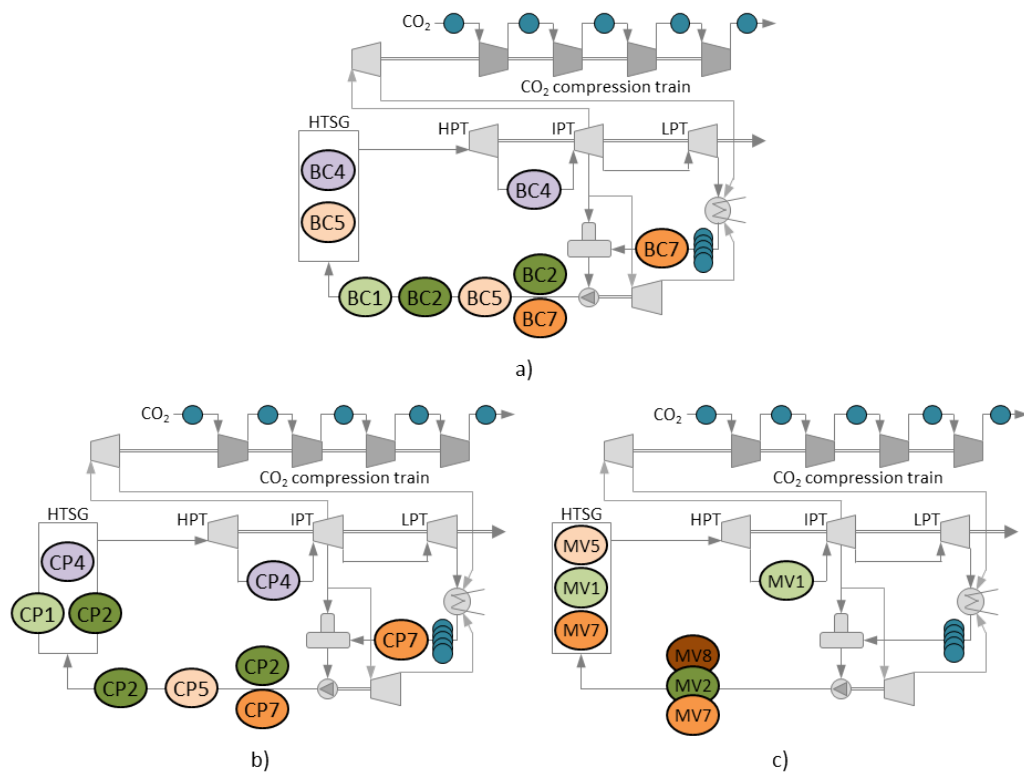 CO₂
CO₂ compression train
HTSG
HPT
IPT
LPT
BC4
BC4
BC5
BC7
BC2
BC1
BC2
BC5
BC7
a)
CO₂
CO₂ compression train
HTSG
HPT
IPT
LPT
CP4
CP4
CP1
CP2
CP7
CP2
CP2
CP5
CP7
b)
CO₂
CO₂ compression train
HTSG
HPT
IPT
LPT
MV5
MV1
MV1
MV7
MV8
MV2
MV7
c)